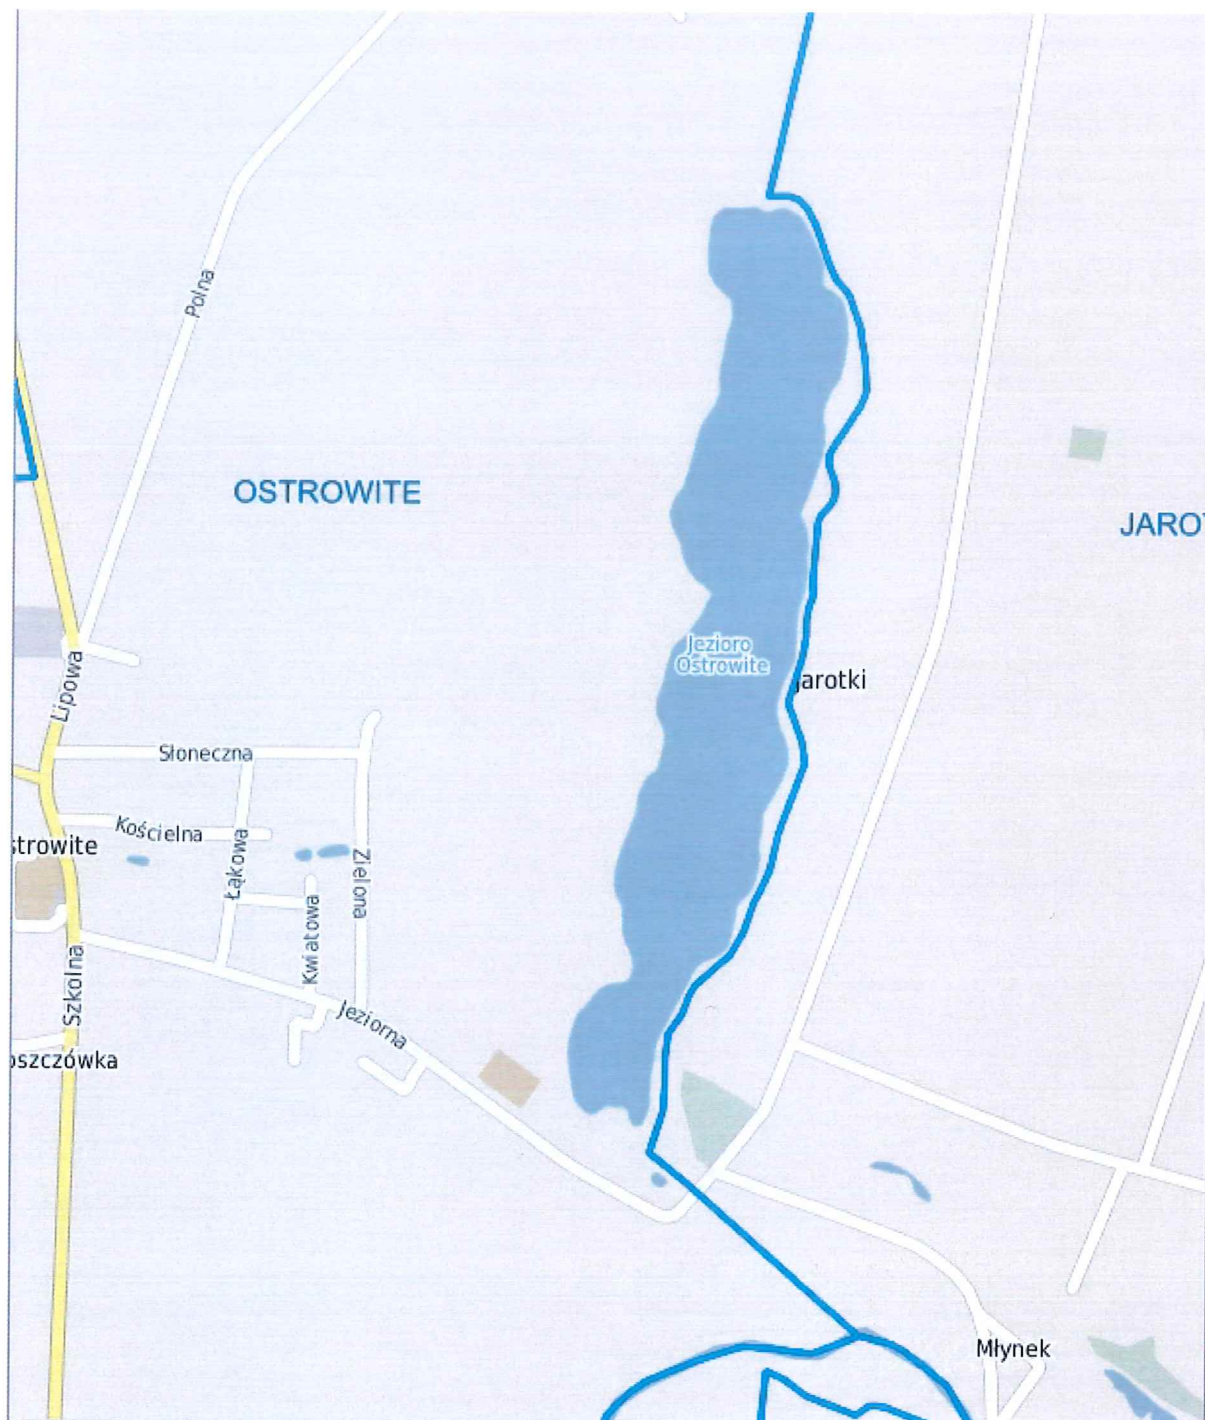 Polna
OSTROWITE
JARO
Jezioro
Ostrowite
Jarotki
Lipowa
Słoneczna
Kościelna
strowite
Łąkowa
Zielona
Kwiatowa
Szkolna
Jeziorna
oszczówka
Młynek